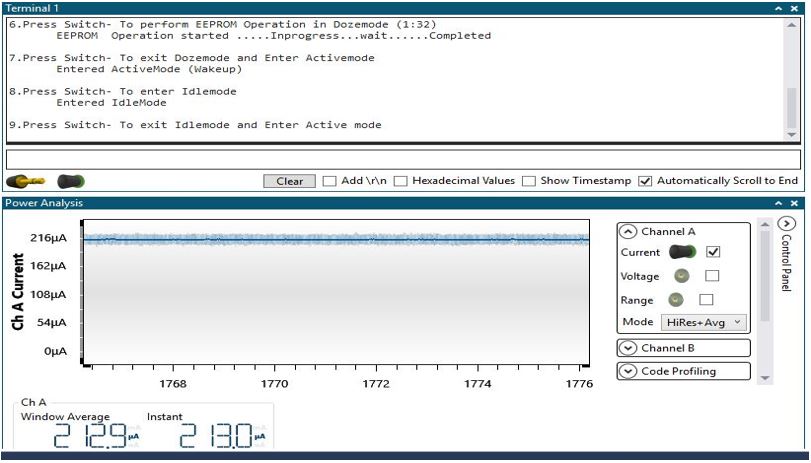 Terminal 1
6.Press Switch- To perform EEPROM Operation in Dozemode (1:32)
EEPROM  Operation started .....Inprogress...wait......Completed
7.Press Switch- To exit Dozemode and Enter Activemode
Entered ActiveMode (Wakeup)
8.Press Switch- To enter Idlemode
Entered IdleMode
9.Press Switch- To exit Idlemode and Enter Active mode
Clear Add \r\n Hexadecimal Values Show Timestamp Automatically Scroll to End
Power Analysis
Ch A Current
216µA
162µA
108µA
54µA
0µA
1768 1770 1772 1774 1776
Channel A
Current
Voltage
Range
Mode HiRes+Avg
Channel B
Code Profiling
Control Panel
Ch A
Window Average Instant
212.9 µA 213.0 µA